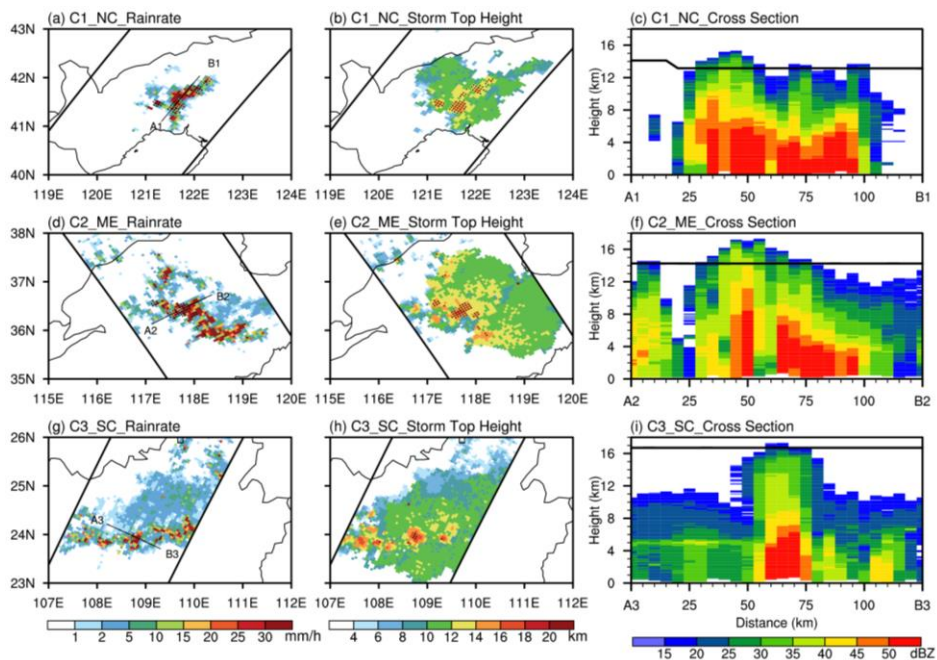 (a) C1_NC_Rainrate
(b) C1_NC_Storm Top Height
(c) C1_NC_Cross Section
43N
42N
41N
40N
B1
A1
119E 120E 121E 122E 123E 124E
119E 120E 121E 122E 123E 124E
Height (km)
16
12
8
4
0
A1 25 50 75 100 B1
(d) C2_ME_Rainrate
(e) C2_ME_Storm Top Height
(f) C2_ME_Cross Section
38N
37N
36N
35N
B2
A2
115E 116E 117E 118E 119E 120E
115E 116E 117E 118E 119E 120E
Height (km)
16
12
8
4
0
A2 25 50 75 100 B2
(g) C3_SC_Rainrate
(h) C3_SC_Storm Top Height
(i) C3_SC_Cross Section
26N
25N
24N
23N
A3
B3
107E 108E 109E 110E 111E 112E
107E 108E 109E 110E 111E 112E
Height (km)
16
12
8
4
0
A3 25 50 75 100 B3
Distance (km)
1 2 5 10 15 20 25 30 mm/h
4 6 8 10 12 14 16 18 20 km
15 20 25 30 35 40 45 50 dBZ